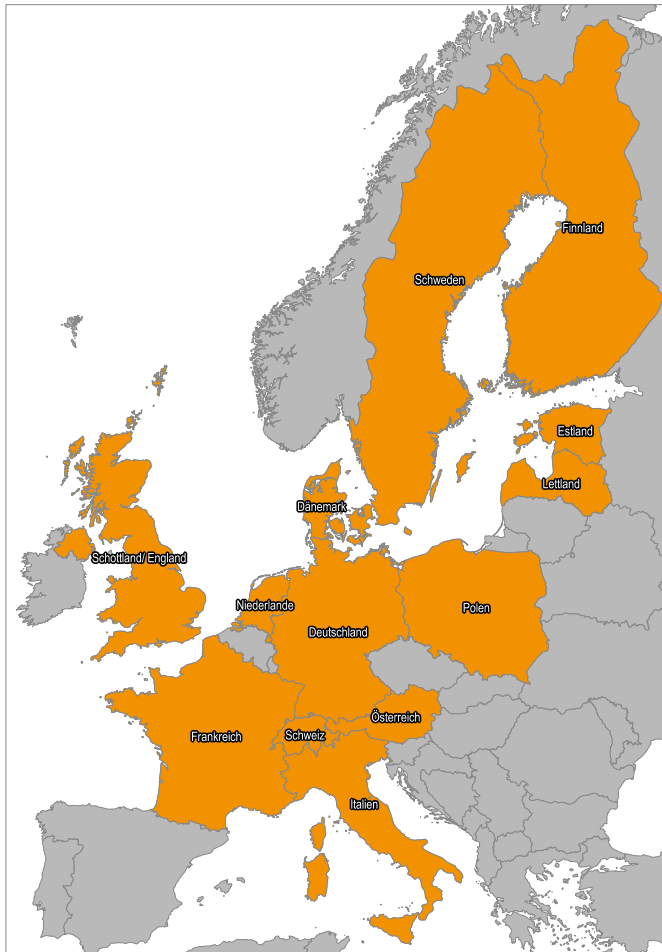 Finnland
Schweden
Estland
Lettland
Dänemark
Schottland/ England
Niederlande
Polen
Deutschland
Österreich
Frankreich
Schweiz
Italien